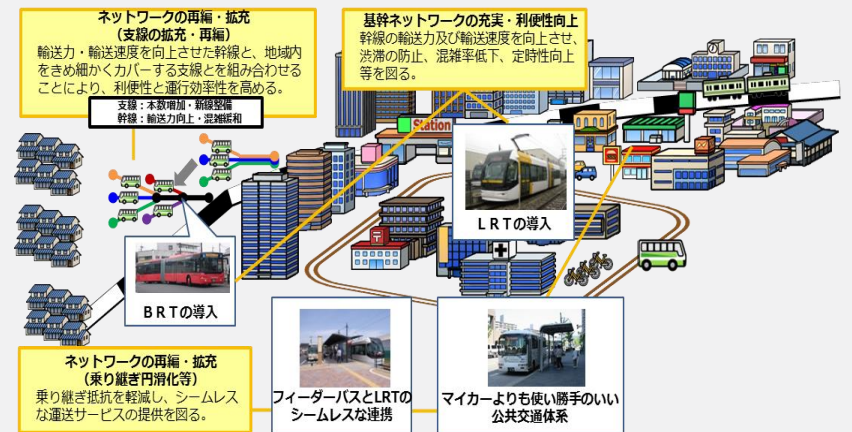 ネットワークの再編・拡充
(支線の拡充・再編)
輸送力・輸送速度を向上させた幹線と、地域内
をきめ細かくカバーする支線とを組み合わせる
ことにより、利便性と運行効率性を高める。
支線：本数増加・新線整備
幹線：輸送力向上・混雑緩和
基幹ネットワークの充実・利便性向上
幹線の輸送力及び輸送速度を向上させ、
渋滞の防止、混雑率低下、定時性向上
等を図る。
Station
LRTの導入
BRTの導入
ネットワークの再編・拡充
(乗り継ぎ円滑化等)
乗り継ぎ抵抗を軽減し、シームレス
な運送サービスの提供を図る。
フィーダーバスとLRTの
シームレスな連携
マイカーよりも使い勝手のいい
公共交通体系